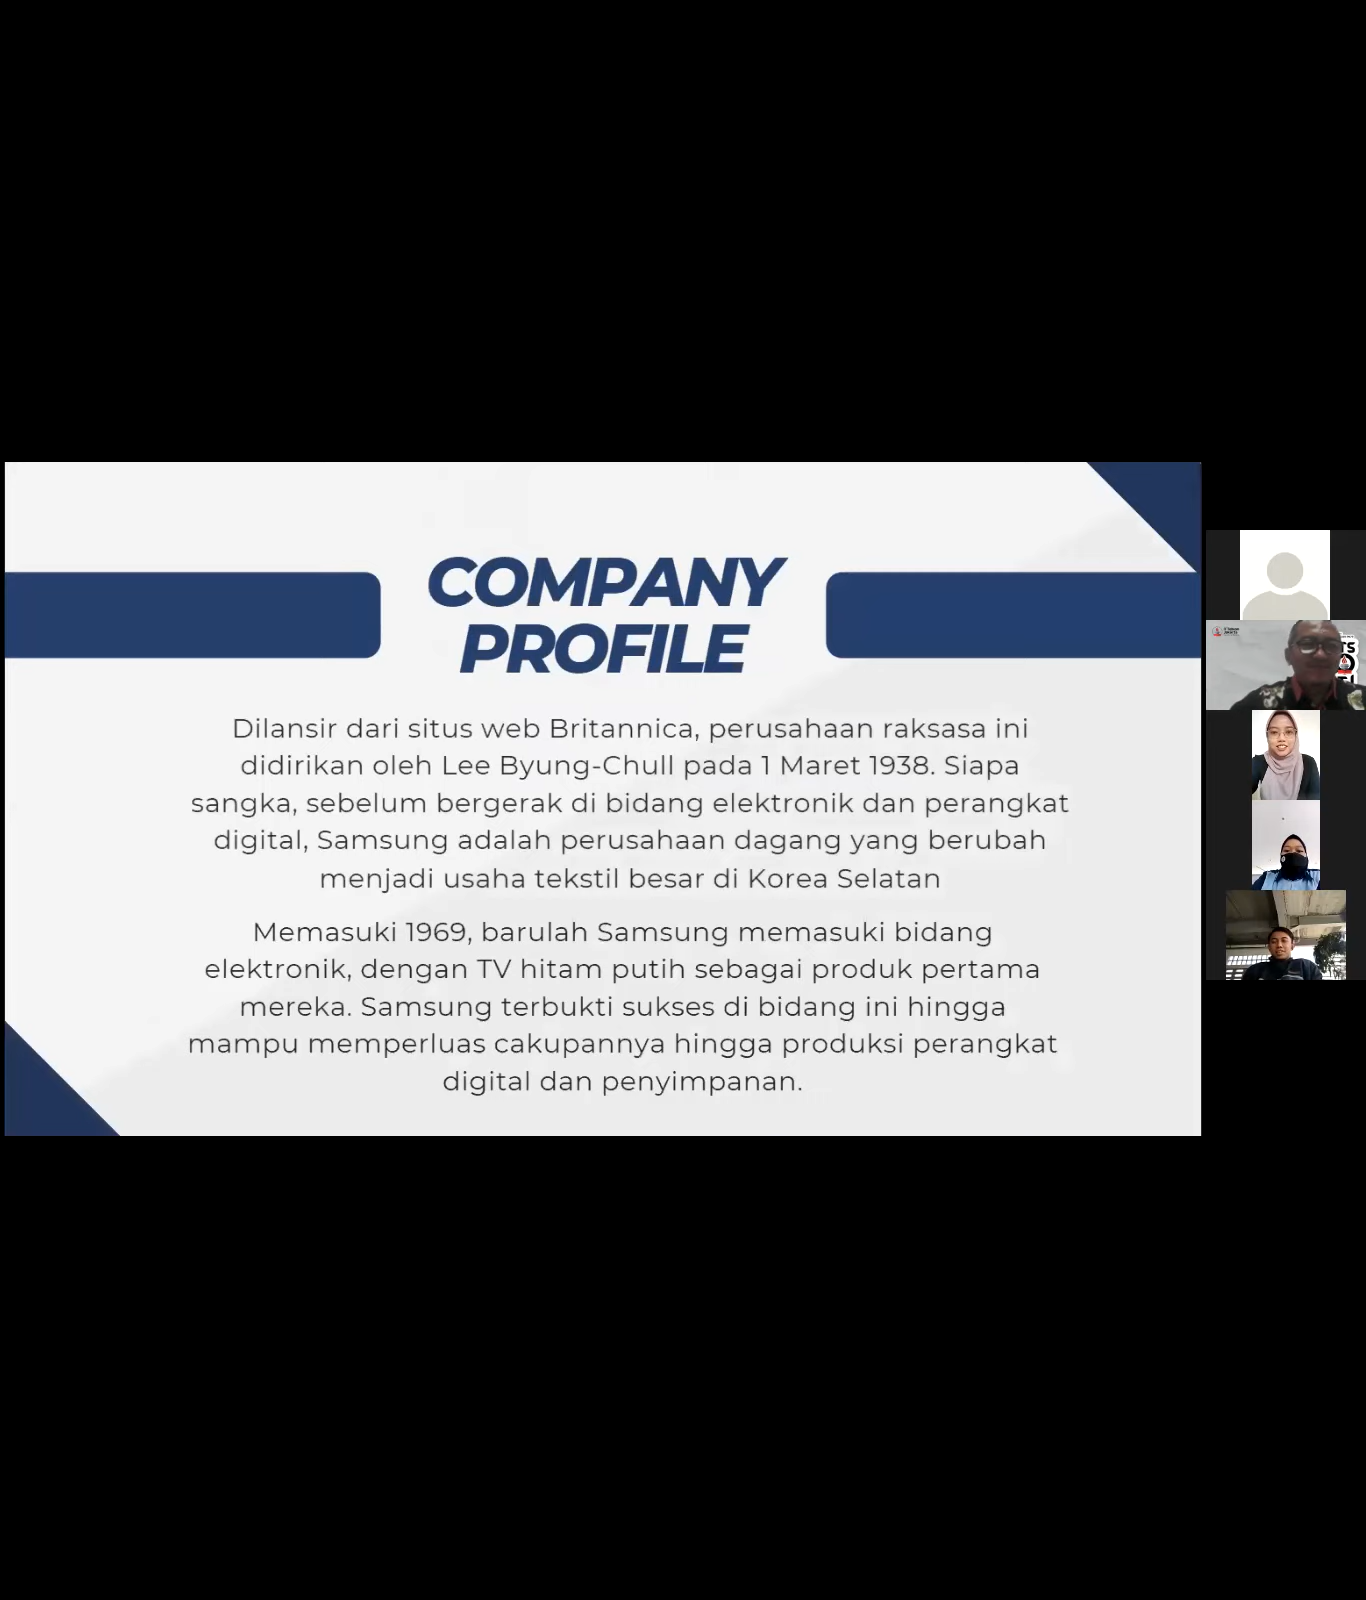 COMPANY
PROFILE
Dilansir dari situs web Britannica, perusahaan raksasa ini
didirikan oleh Lee Byung-Chull pada 1 Maret 1938. Siapa
sangka, sebelum bergerak di bidang elektronik dan perangkat
digital, Samsung adalah perusahaan dagang yang berubah
menjadi usaha tekstil besar di Korea Selatan
Memasuki 1969, barulah Samsung memasuki bidang
elektronik, dengan TV hitam putih sebagai produk pertama
mereka. Samsung terbukti sukses di bidang ini hingga
mampu memperluas cakupannya hingga produksi perangkat
digital dan penyimpanan.